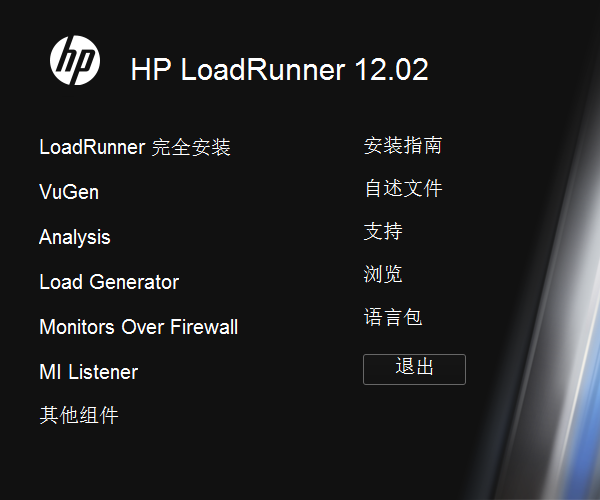 hp
HP LoadRunner 12.02
LoadRunner 完全安装
VuGen
Analysis
Load Generator
Monitors Over Firewall
MI Listener
其他组件
安装指南
自述文件
支持
浏览
语言包
退出